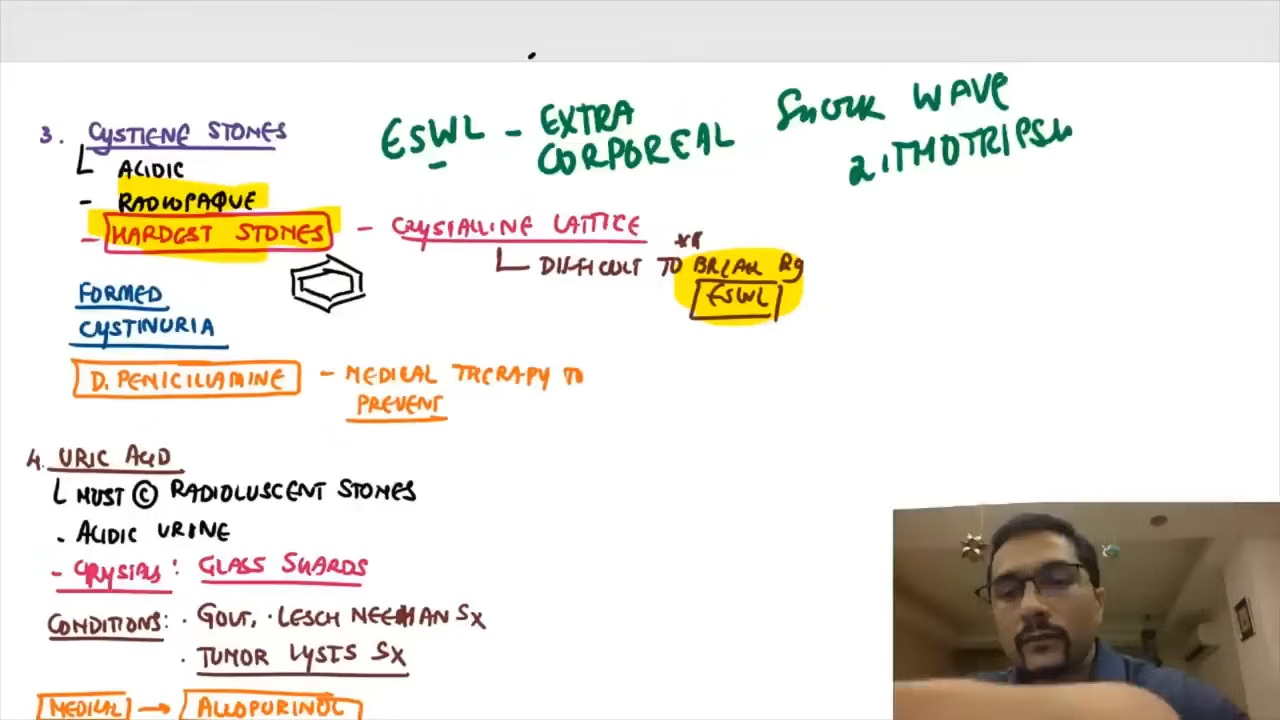 ESWL - EXTRA CORPOREAL SHOCK WAVE
LITHOTRIPSY
3. CYSTIENE STONES
ACIDIC
- RADIOPAQUE
- HARDEST STONES - CRYSTALLINE LATTICE
DIFFICULT TO BREAK By
ESWL
FORMED
CYSTINURIA
D. PENICILLAMINE - MEDICAL THERAPY TO
PREVENT
4. URIC ACID
MOST © RADIOLUSCENT STONES
. ACIDIC URINE
- CRYSTALS: GLASS SHARDS
CONDITIONS: . GOUT, . LESCH NEEHAN Sx
. TUMOR LYSIS Sx
MEDICAL → ALLOPURINOL